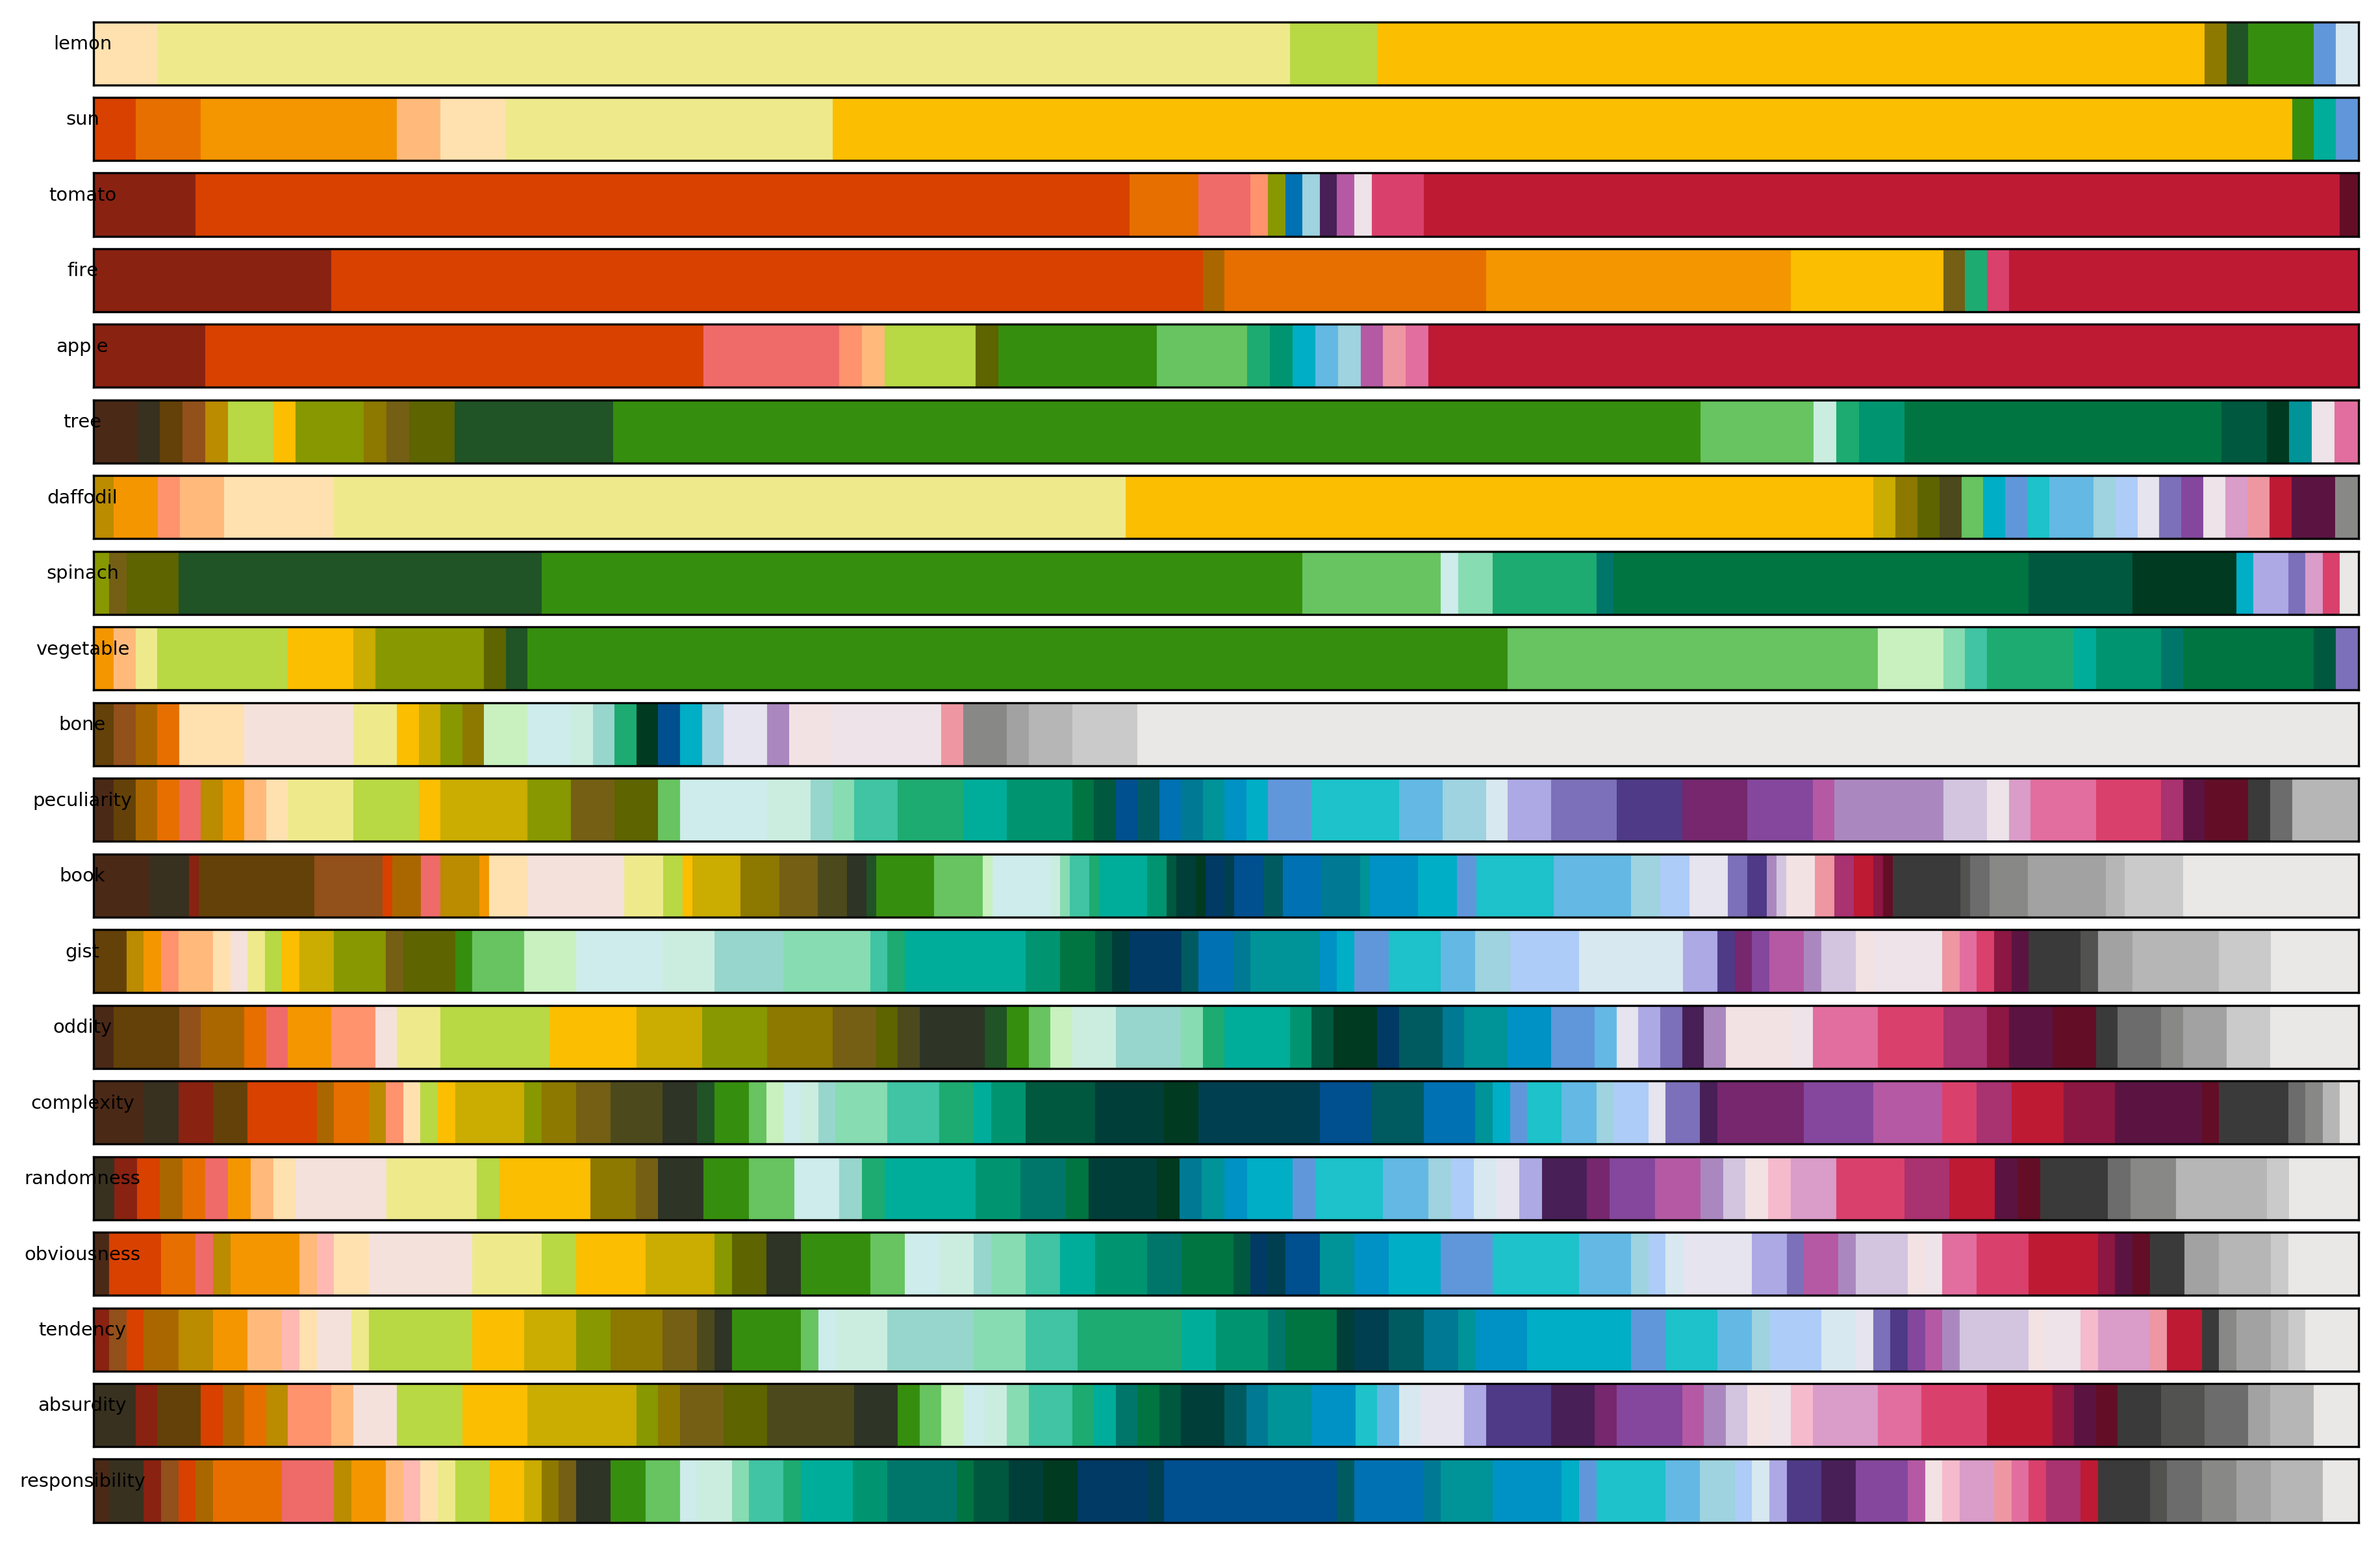 lemon
sun
tomato
fire
apple
tree
daffodil
spinach
vegetable
bone
peculiarity
book
gist
oddity
complexity
randomness
obviousness
tendency
absurdity
responsibility